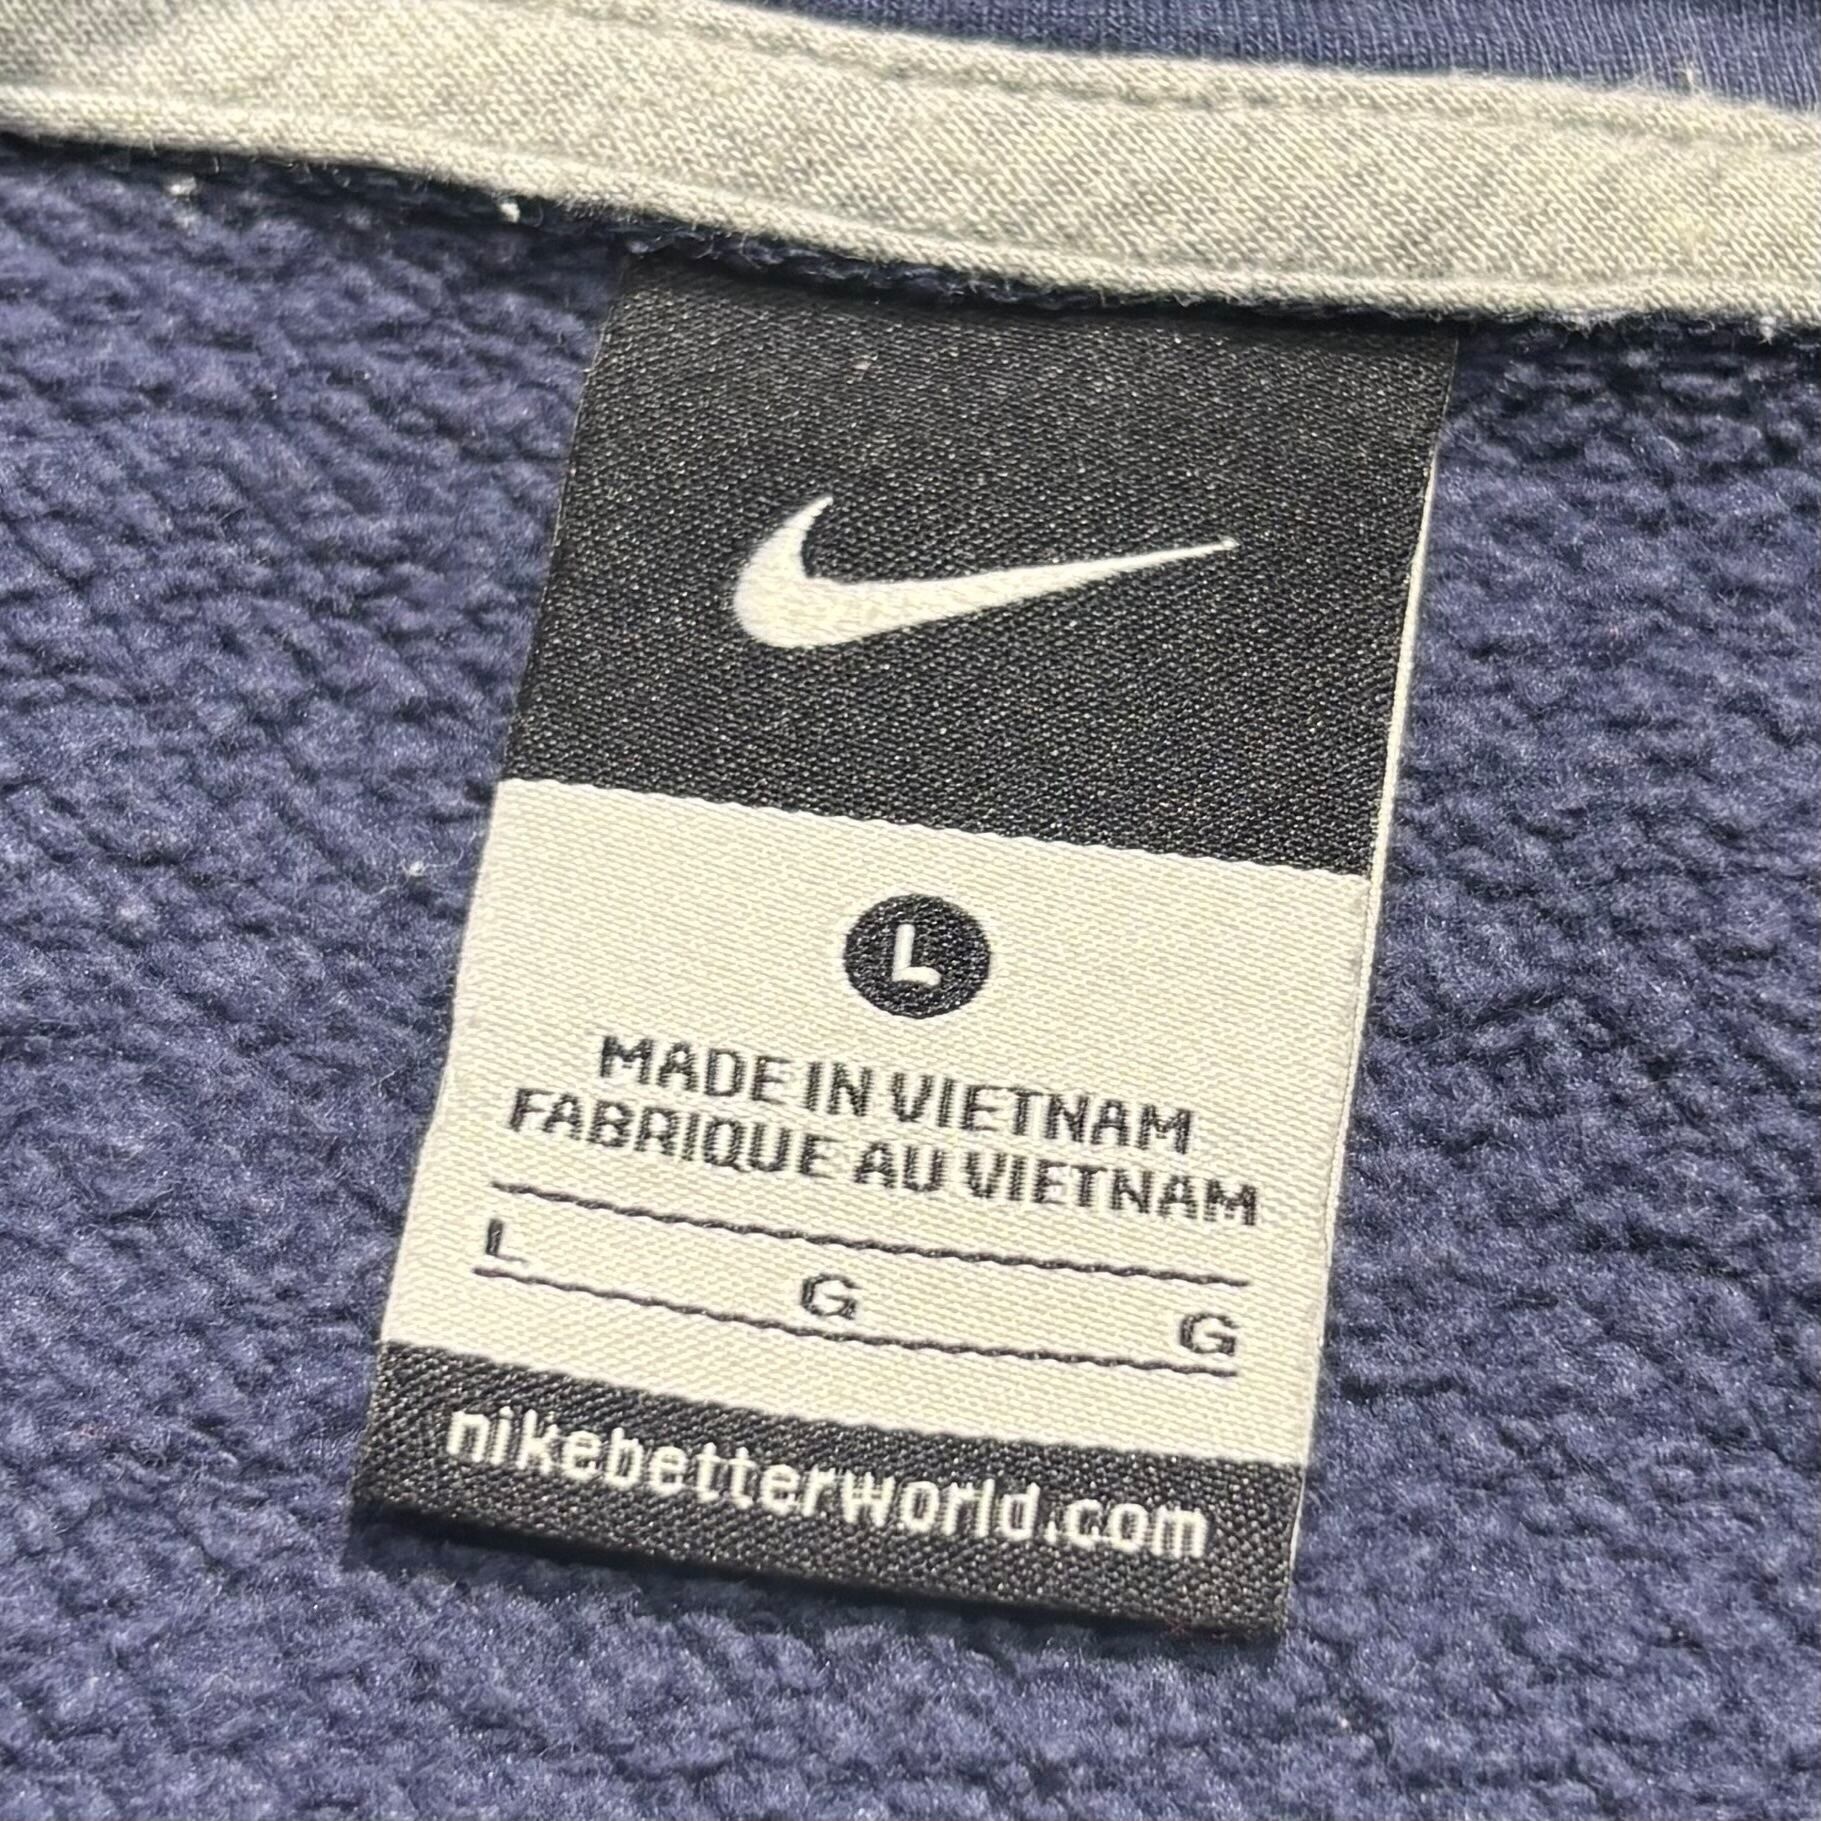 L
MADE IN VIETNAM
FABRIQUE AU VIETNAM
L G G
nikebetterworld.com